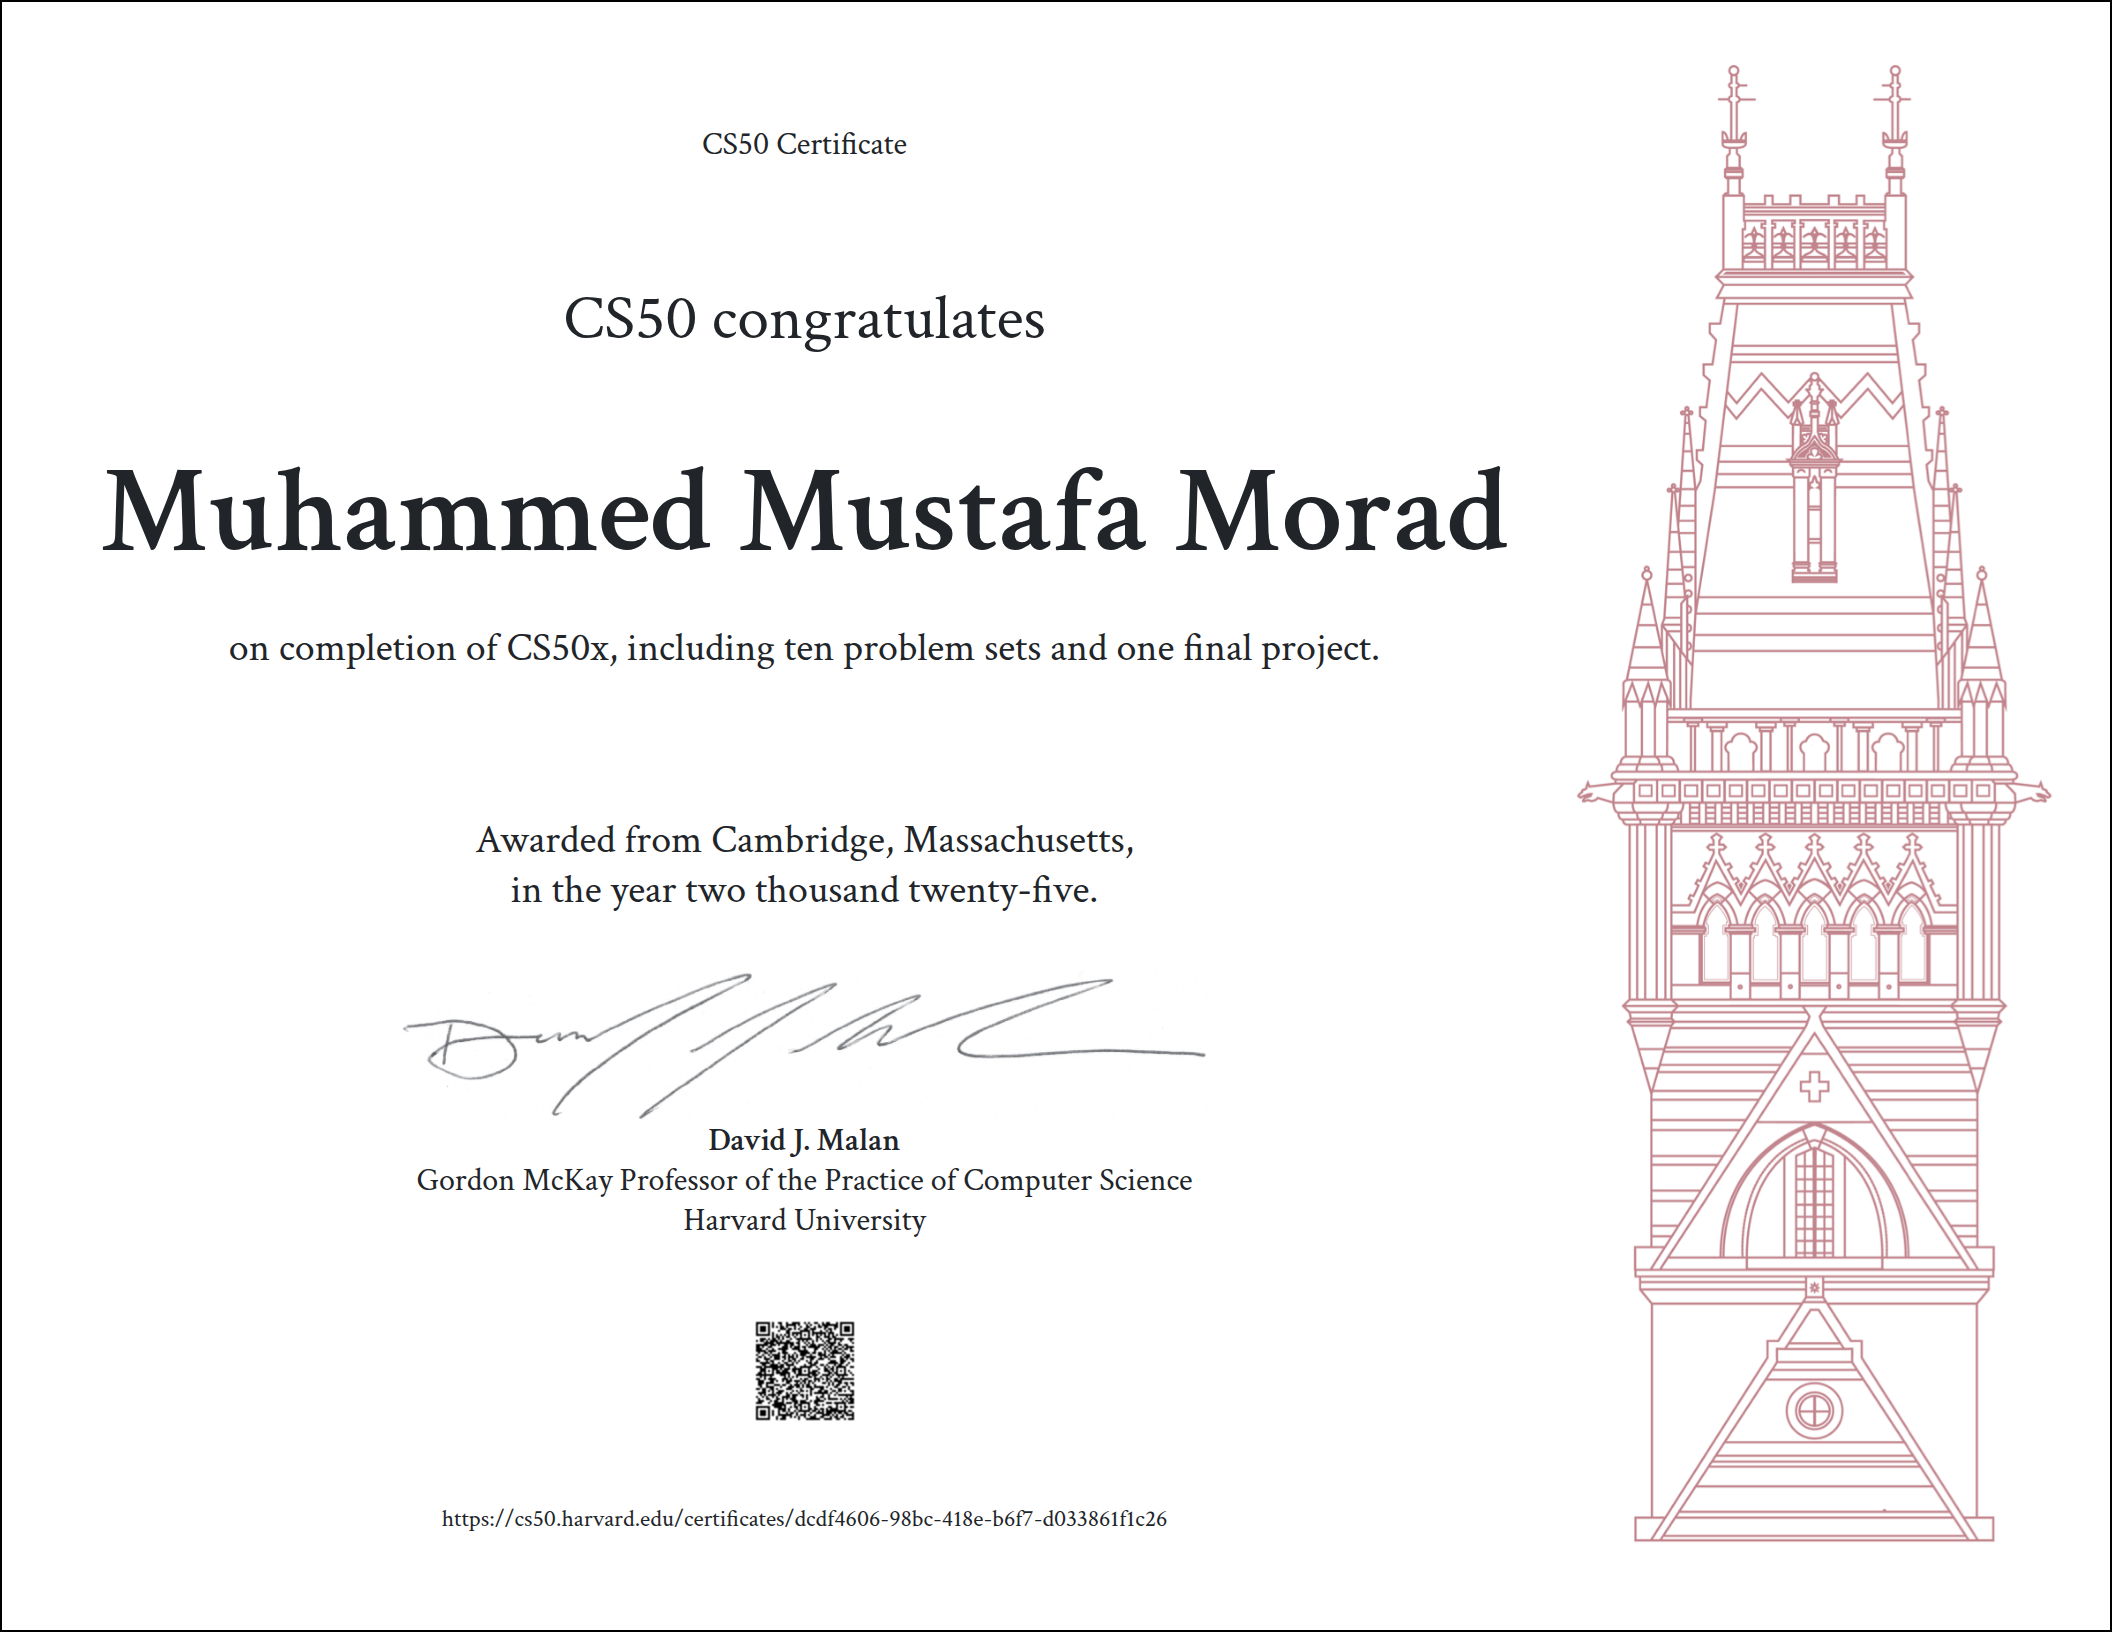 CS50 Certificate
CS50 congratulates
Muhammed Mustafa Morad
on completion of CS50x, including ten problem sets and one final project.
Awarded from Cambridge, Massachusetts,
in the year two thousand twenty-five.
David J. Malan
Gordon McKay Professor of the Practice of Computer Science
Harvard University
https://cs50.harvard.edu/certificates/dcdf4606-98bc-418e-b6f7-d033861f1c26